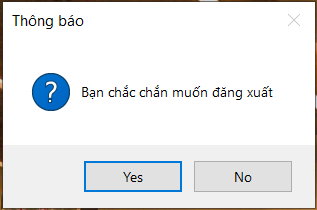 Thông báo
?
Bạn chắc chắn muốn đăng xuất
Yes
No